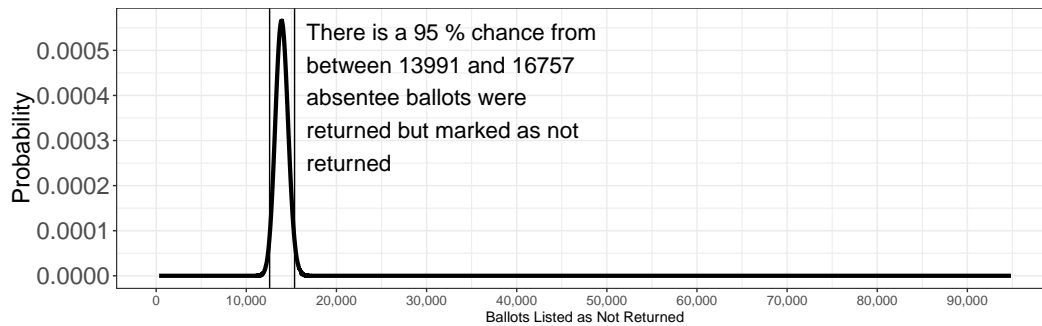 There is a 95 % chance from
between 13991 and 16757
absentee ballots were
returned but marked as not
returned
Probability
0.0005
0.0004
0.0003
0.0002
0.0001
0.0000
0 10,000 20,000 30,000 40,000 50,000 60,000 70,000 80,000 90,000
Ballots Listed as Not Returned